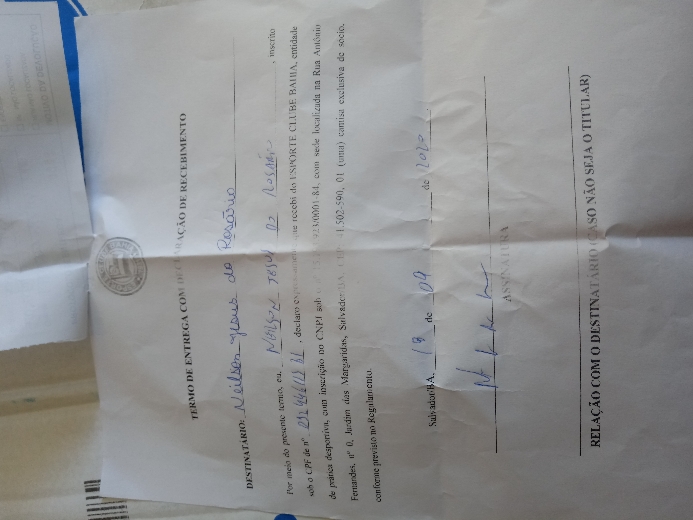 TERMO DE ENTREGA COM DECLARAÇÃO DE RECEBIMENTO
DESTINATÁRIO: Neilson Jesus do Rosário
Por meio do presente termo, eu, Neilson Jesus do Rosário, inscrito
sob o CPF de nº, declaro que recebi do ESPORTE CLUBE BAHIA, entidade
de prática desportiva, com inscrição no CNPJ sob o /0001-84, com sede localizada na Rua Antônio
Fernandes, nº 0, Jardim das Margaridas, Salvador/BA, 41.502-590, 01 (uma) camisa exclusiva de sócio,
conforme previsto no Regulamento.
Salvador/BA, 19 de 09 de 2020.
ASSINATURA
RELAÇÃO COM O DESTINATÁRIO (CASO NÃO SEJA O TITULAR)